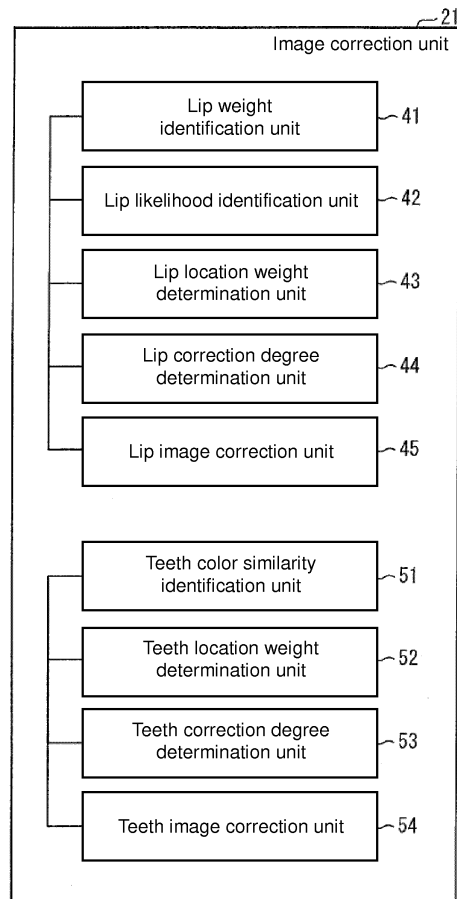 21
Image correction unit
Lip weight
identification unit
41
Lip likelihood identification unit
42
Lip location weight
determination unit
43
Lip correction degree
determination unit
44
Lip image correction unit
45
Teeth color similarity
identification unit
51
Teeth location weight
determination unit
52
Teeth correction degree
determination unit
53
Teeth image correction unit
54